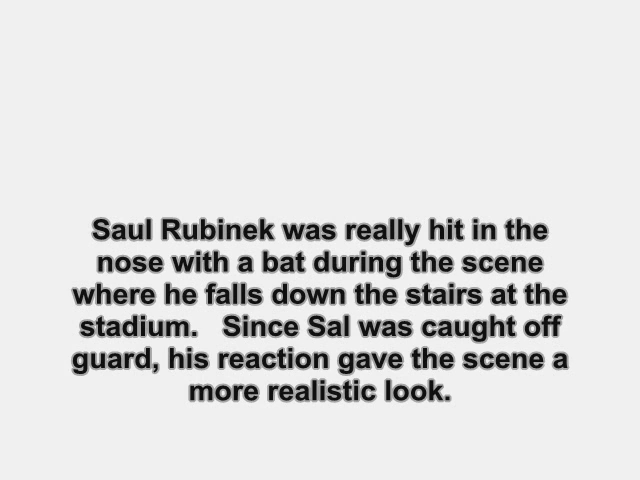 Saul Rubinek was really hit in the
nose with a bat during the scene
where he falls down the stairs at the
stadium.   Since Sal was caught off
guard, his reaction gave the scene a
more realistic look.